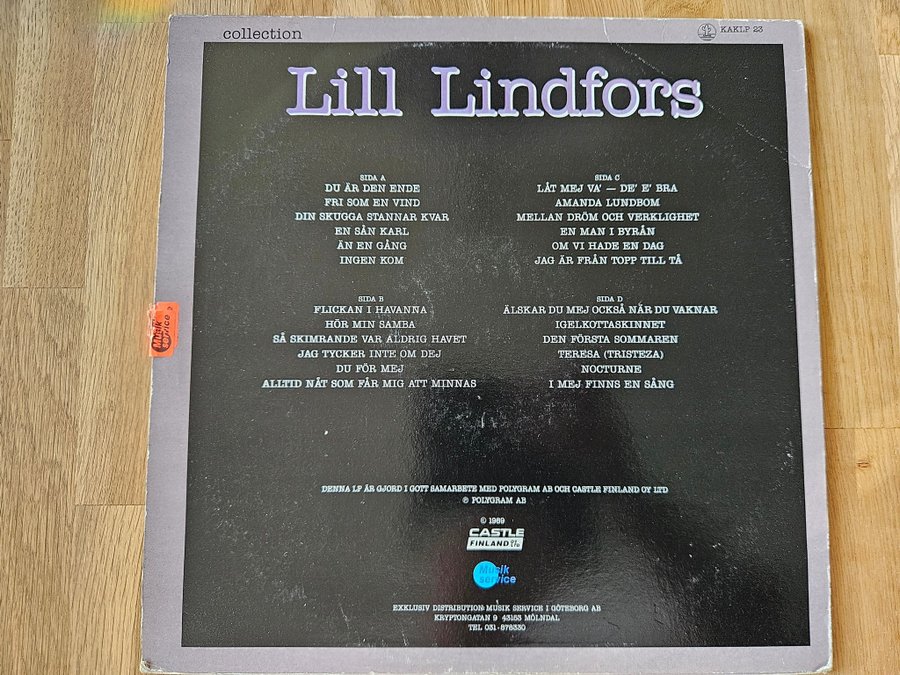 collection
KAKLP 23
Lill Lindfors
SIDA A
DU ÄR DEN ENDE
FRI SOM EN VIND
DIN SKUGGA STANNAR KVAR
EN SÅN KARL
ÄN EN GÅNG
INGEN KOM
SIDA B
FLICKAN I HAVANNA
HÖR MIN SAMBA
SÅ SKIMRANDE VAR ALDRIG HAVET
JAG TYCKER INTE OM DEJ
DU FÖR MEJ
ALLTID NÅT SOM FÅR MIG ATT MINNAS
SIDA C
LÅT MEJ VA' — DE' E' BRA
AMANDA LUNDBOM
MELLAN DRÖM OCH VERKLIGHET
EN MAN I BYRÅN
OM VI HADE EN DAG
JAG ÄR FRÅN TOPP TILL TÅ
SIDA D
ÄLSKAR DU MEJ OCKSÅ NÄR DU VAKNAR
IGELKOTTASKINNET
DEN FÖRSTA SOMMAREN
TERESA (TRISTEZA)
NOCTURNE
I MEJ FINNS EN SÅNG
Musik
service
DENNA LP ÄR GJORD I GOTT SAMARBETE MED POLYGRAM AB OCH CASTLE FINLAND OY LTD
℗ POLYGRAM AB
© 1989
CASTLE
FINLAND
Musik
service
EXKLUSIV DISTRIBUTION: MUSIK SERVICE I GÖTEBORG AB
KRYPTONGATAN 9 43153 MÖLNDAL
TEL 031-878330